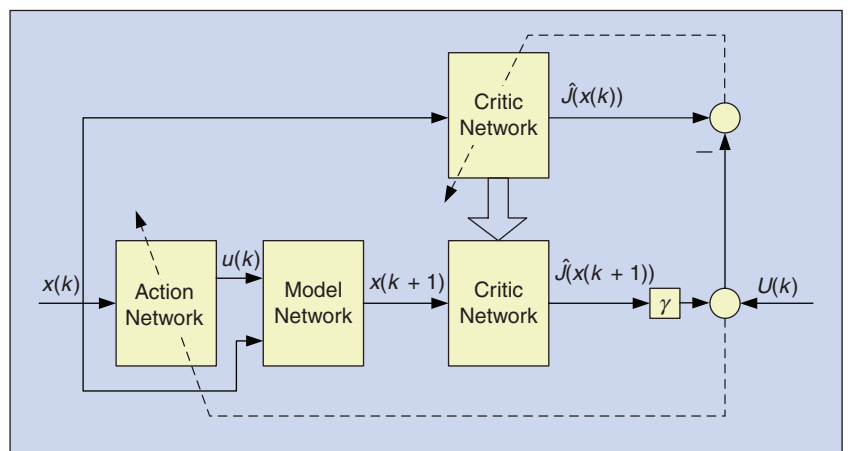 Critic
Network
Ĵ(x(k))
−
x(k)
Action
Network
u(k)
Model
Network
x(k + 1)
Critic
Network
Ĵ(x(k + 1))
γ
U(k)